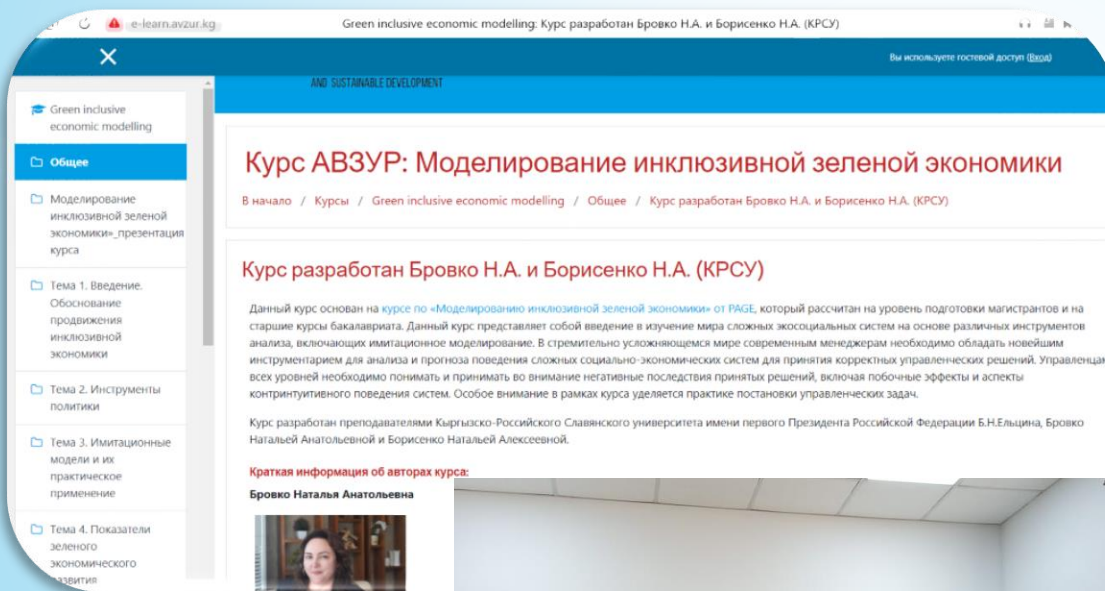 e-learn.avzur.kg
Green inclusive economic modelling: Курс разработан Бровко Н.А. и Борисенко Н.А. (КРСУ)
Вы используете гостевой доступ (Вход)
AND SUSTAINABLE DEVELOPMENT
Green inclusive
economic modelling
Общее
Моделирование
инклюзивной зеленой
экономики»_презентация
курса
Тема 1. Введение.
Обоснование
продвижения
инклюзивной
экономики
Тема 2. Инструменты
политики
Тема 3. Имитационные
модели и их
практическое
применение
Тема 4. Показатели
зеленого
экономического
развития
Курс АВЗУР: Моделирование инклюзивной зеленой экономики
В начало / Курсы / Green inclusive economic modelling / Общее / Курс разработан Бровко Н.А. и Борисенко Н.А. (КРСУ)
Курс разработан Бровко Н.А. и Борисенко Н.А. (КРСУ)
Данный курс основан на курсе по «Моделированию инклюзивной зеленой экономики» от PAGE, который рассчитан на уровень подготовки магистрантов и на
старшие курсы бакалавриата. Данный курс представляет собой введение в изучение мира сложных экосоциальных систем на основе различных инструментов
анализа, включающих имитационное моделирование. В стремительно усложняющемся мире современным менеджерам необходимо обладать новейшим
инструментарием для анализа и прогноза поведения сложных социально-экономических систем для принятия корректных управленческих решений. Управленцам
всех уровней необходимо понимать и принимать во внимание негативные последствия принятых решений, включая побочные эффекты и аспекты
контринтуитивного поведения систем. Особое внимание в рамках курса уделяется практике постановки управленческих задач.
Курс разработан преподавателями Кыргызско-Российского Славянского университета имени первого Президента Российской Федерации Б.Н.Ельцина, Бровко
Натальей Анатольевной и Борисенко Натальей Алексеевной.
Краткая информация об авторах курса:
Бровко Наталья Анатольевна